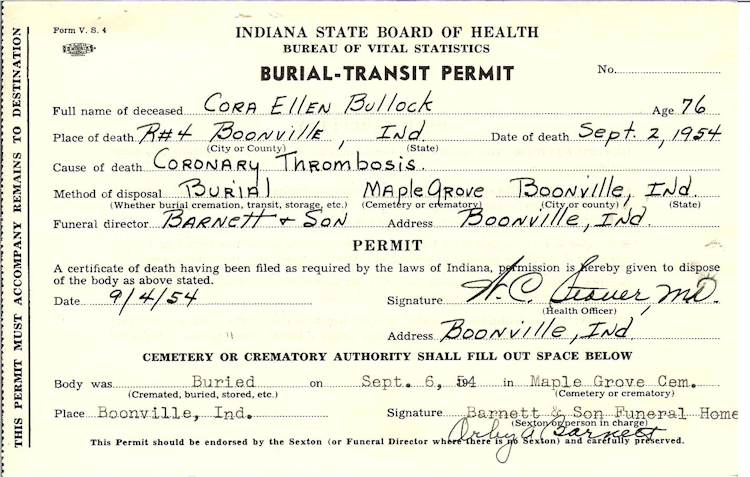 Form V. S. 4
INDIANA STATE BOARD OF HEALTH
BUREAU OF VITAL STATISTICS
BURIAL-TRANSIT PERMIT
No.
Full name of deceased CORA ELLEN BULLOCK Age 76
Place of death R#4 BOONVILLE, IND. Date of death Sept. 2, 1954
(City or County) (State)
Cause of death CORONARY THROMBOSIS.
Method of disposal BURIAL MAPLE GROVE BOONVILLE, IND.
(Whether burial cremation, transit, storage, etc.) (Cemetery or crematory) (City or county) (State)
Funeral director BARNETT & SON Address BOONVILLE, IND.
PERMIT
A certificate of death having been filed as required by the laws of Indiana, permission is hereby given to dispose
of the body as above stated.
Date 9/4/54 Signature W.C. MD.
(Health Officer)
Address BOONVILLE, IND
CEMETERY OR CREMATORY AUTHORITY SHALL FILL OUT SPACE BELOW
Body was Buried on Sept. 6, 54 in Maple Grove Cem.
(Cremated, buried, stored, etc.) (Cemetery or crematory)
Place Boonville, Ind. Signature Barnett & Son Funeral Home
(Sexton or person in charge)
Orby A Barnett
This Permit should be endorsed by the Sexton (or Funeral Director where there is no Sexton) and carefully preserved.
THIS PERMIT MUST ACCOMPANY REMAINS TO DESTINATION